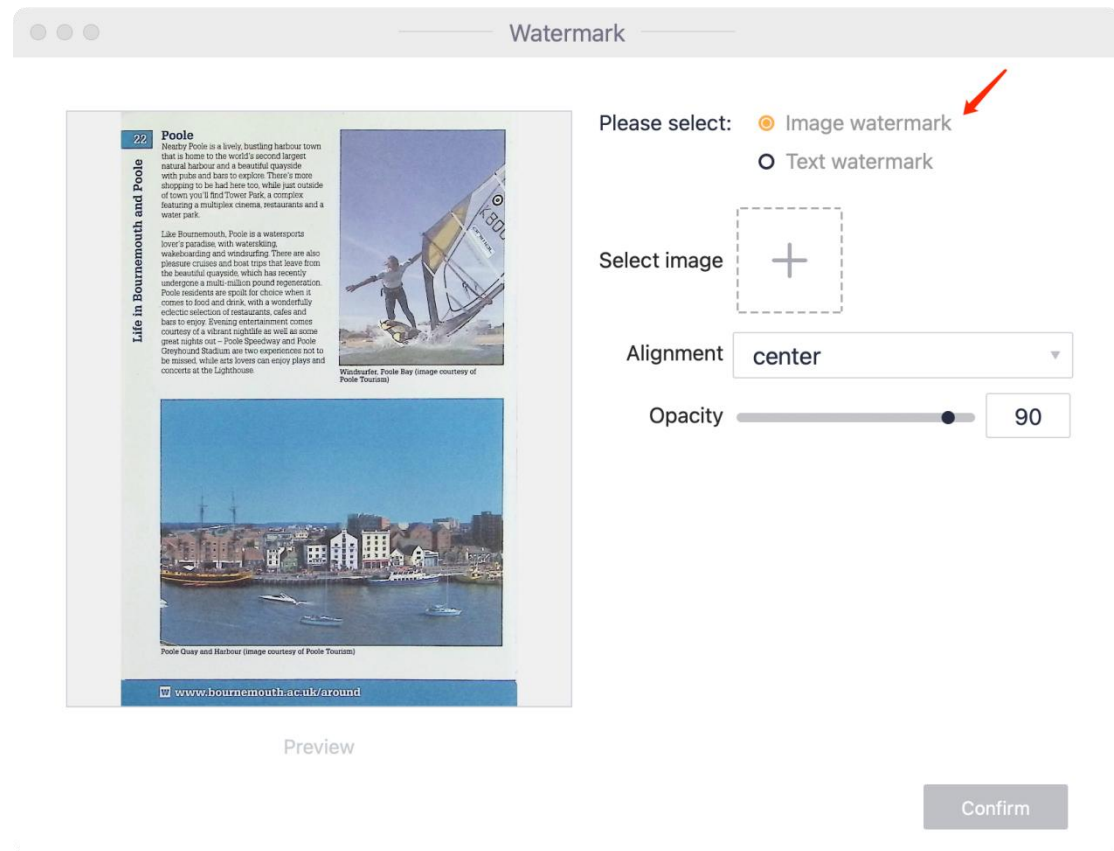 Watermark
Please select:
Image watermark
Text watermark
Select image
Alignment
center
Opacity
90
22
Life in Bournemouth and Poole
Poole
Nearby Poole is a lively, bustling harbour town
that is home to the world's second largest
natural harbour and a beautiful quayside
with pubs and bars to explore. There's more
shopping to be had here too, while just outside
of town you'll find Tower Park, a complex
featuring a multiplex cinema, restaurants and a
water park.
Like Bournemouth, Poole is a watersports
lover's paradise, with waterskiing,
wakeboarding and windsurfing. There are also
pleasure cruises and boat trips that leave from
the beautiful quayside, which has recently
undergone a multi-million pound regeneration.
Poole residents are spoilt for choice when it
comes to food and drink, with a wonderfully
eclectic selection of restaurants, cafes and
bars to enjoy. Evening entertainment comes
courtesy of a vibrant nightlife as well as some
great nights out – Poole Speedway and Poole
Greyhound Stadium are two experiences not to
be missed, while arts lovers can enjoy plays and
concerts at the Lighthouse.
Windsurfer, Poole Bay (image courtesy of
Poole Tourism)
Poole Quay and Harbour (image courtesy of Poole Tourism)
W www.bournemouth.ac.uk/around
Preview
Confirm